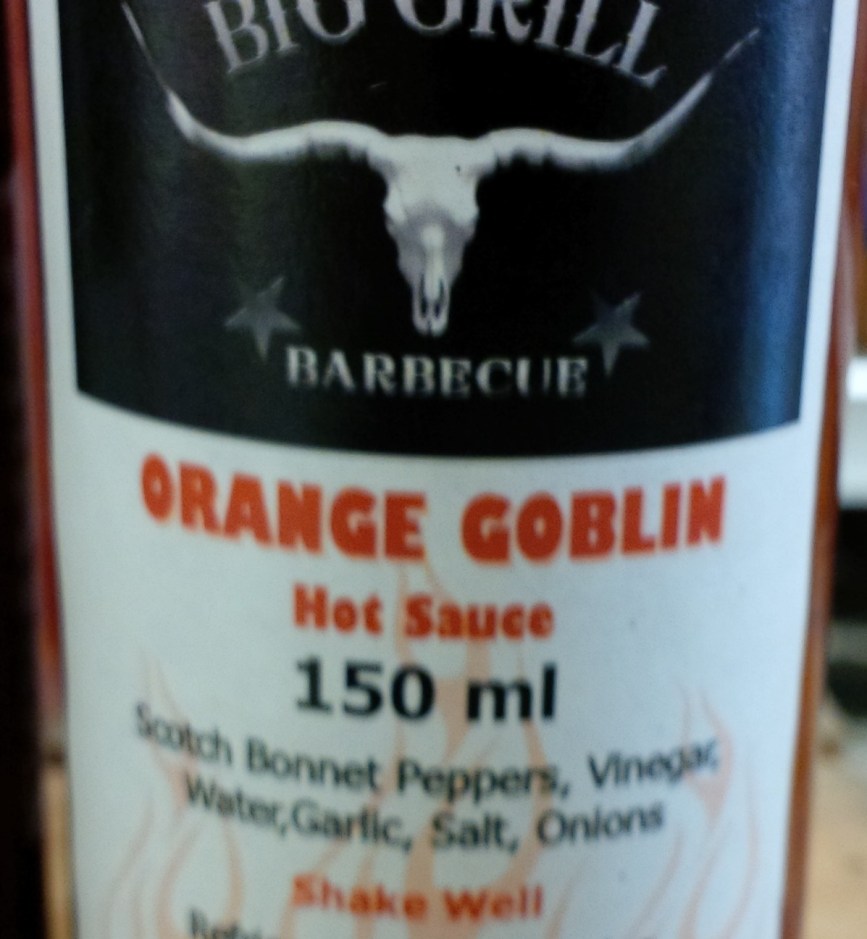 BIG GRILL
BARBECUE
ORANGE GOBLIN
Hot Sauce
150 ml
Scotch Bonnet Peppers, Vinegar,
Water,Garlic, Salt, Onions
Shake Well